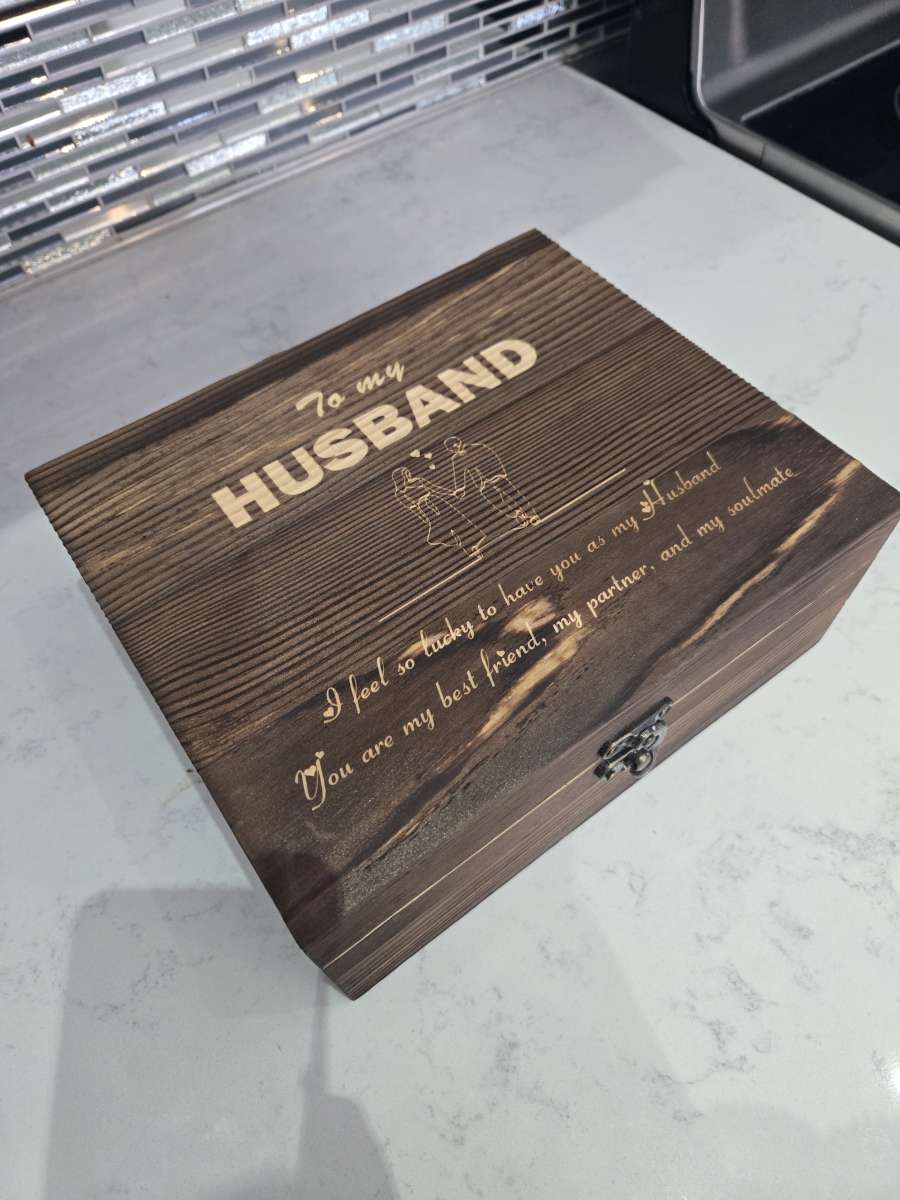 To my
HUSBAND
I feel so lucky to have you as my Husband
You are my best friend, my partner, and my soulmate